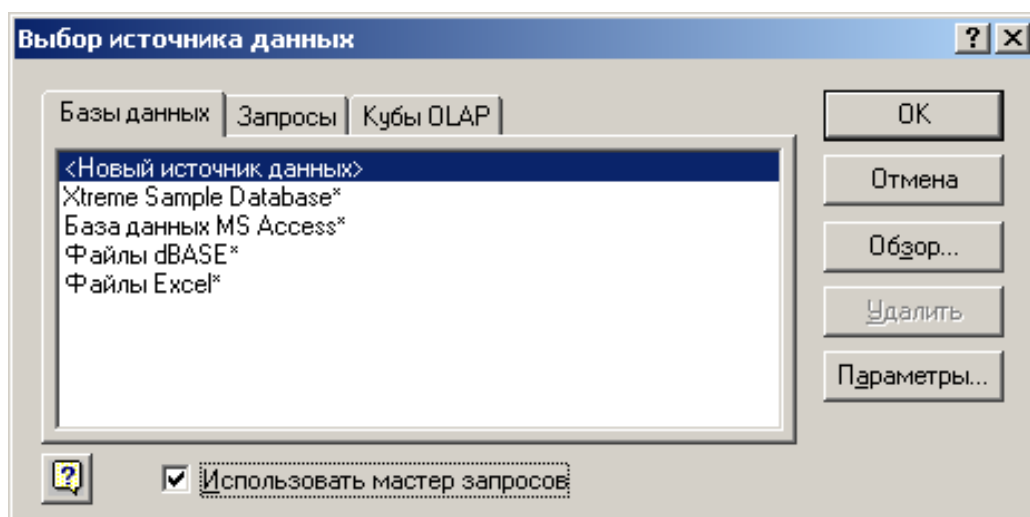 Выбор источника данных
Базы данных Запросы Кубы OLAP
<Новый источник данных>
Xtreme Sample Database*
База данных MS Access*
Файлы dBASE*
Файлы Excel*
OK
Отмена
Обзор...
Удалить
Параметры...
Использовать мастер запросов